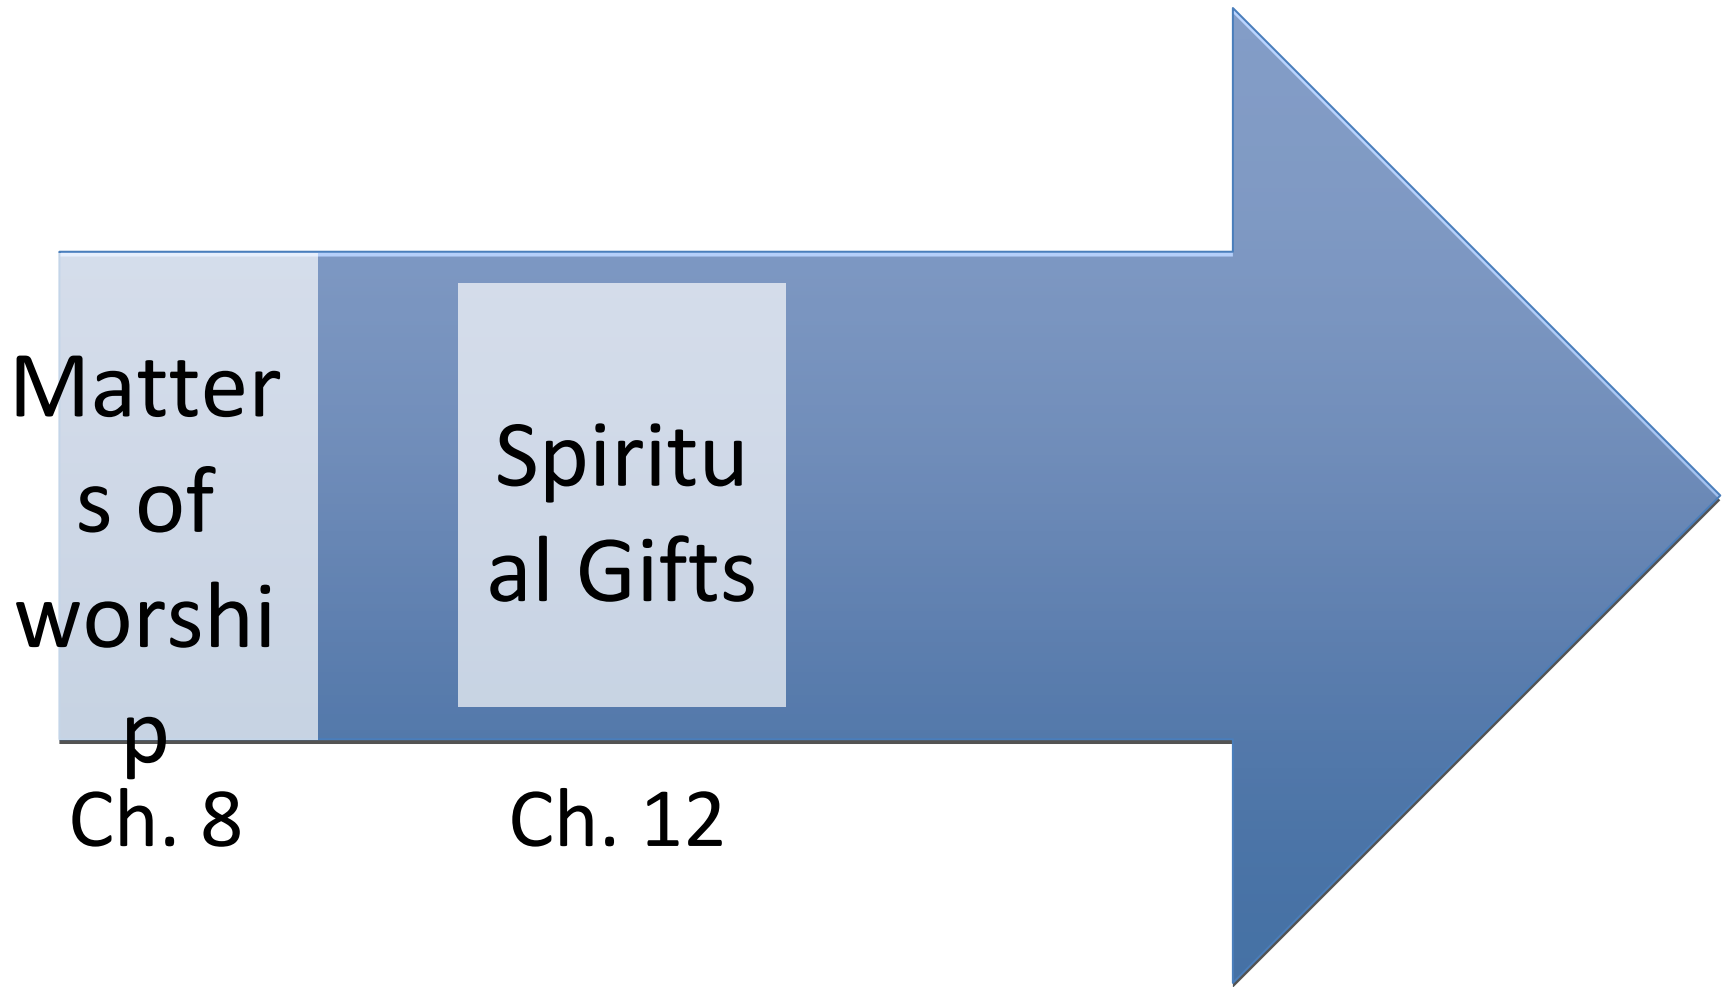 Matter
s of
worshi
p
Ch. 8
Spiritu
al Gifts
Ch. 12